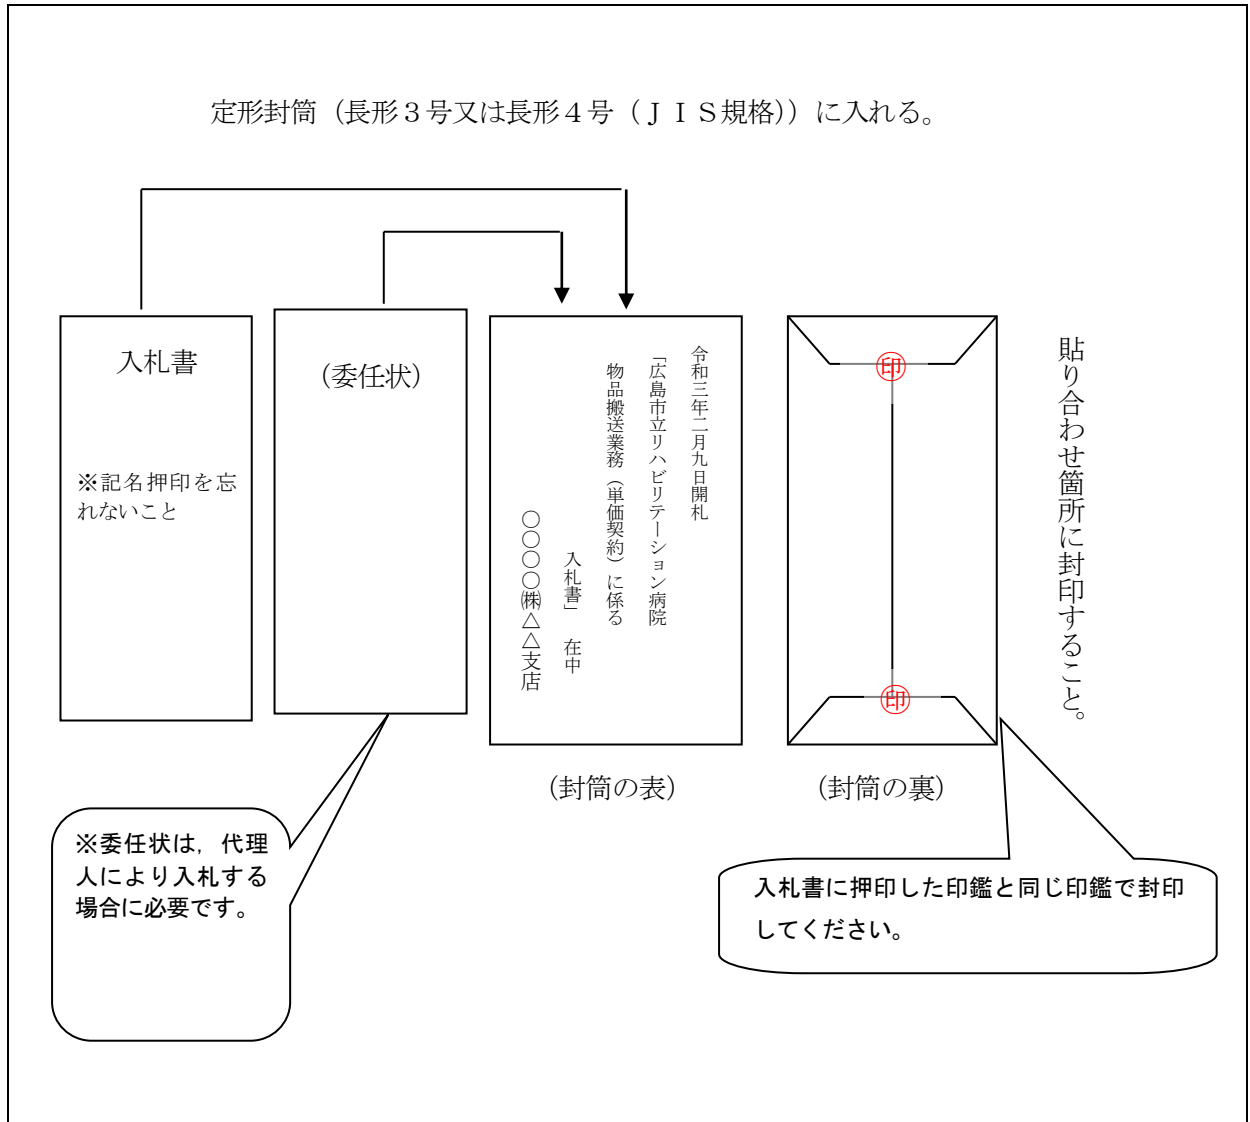 定形封筒（長形３号又は長形４号（ＪＩＳ規格））に入れる。
入札書
※記名押印を忘
れないこと
（委任状）
令和三年二月九日開札
「広島市立リハビリテーション病院
物品搬送業務（単価契約）に係る
入札書」　在中
〇〇〇〇㈱△△支店
（封筒の表）
印
印
（封筒の裏）
貼り合わせ箇所に封印すること。
※委任状は，代理
人により入札する
場合に必要です。
入札書に押印した印鑑と同じ印鑑で封印
してください。